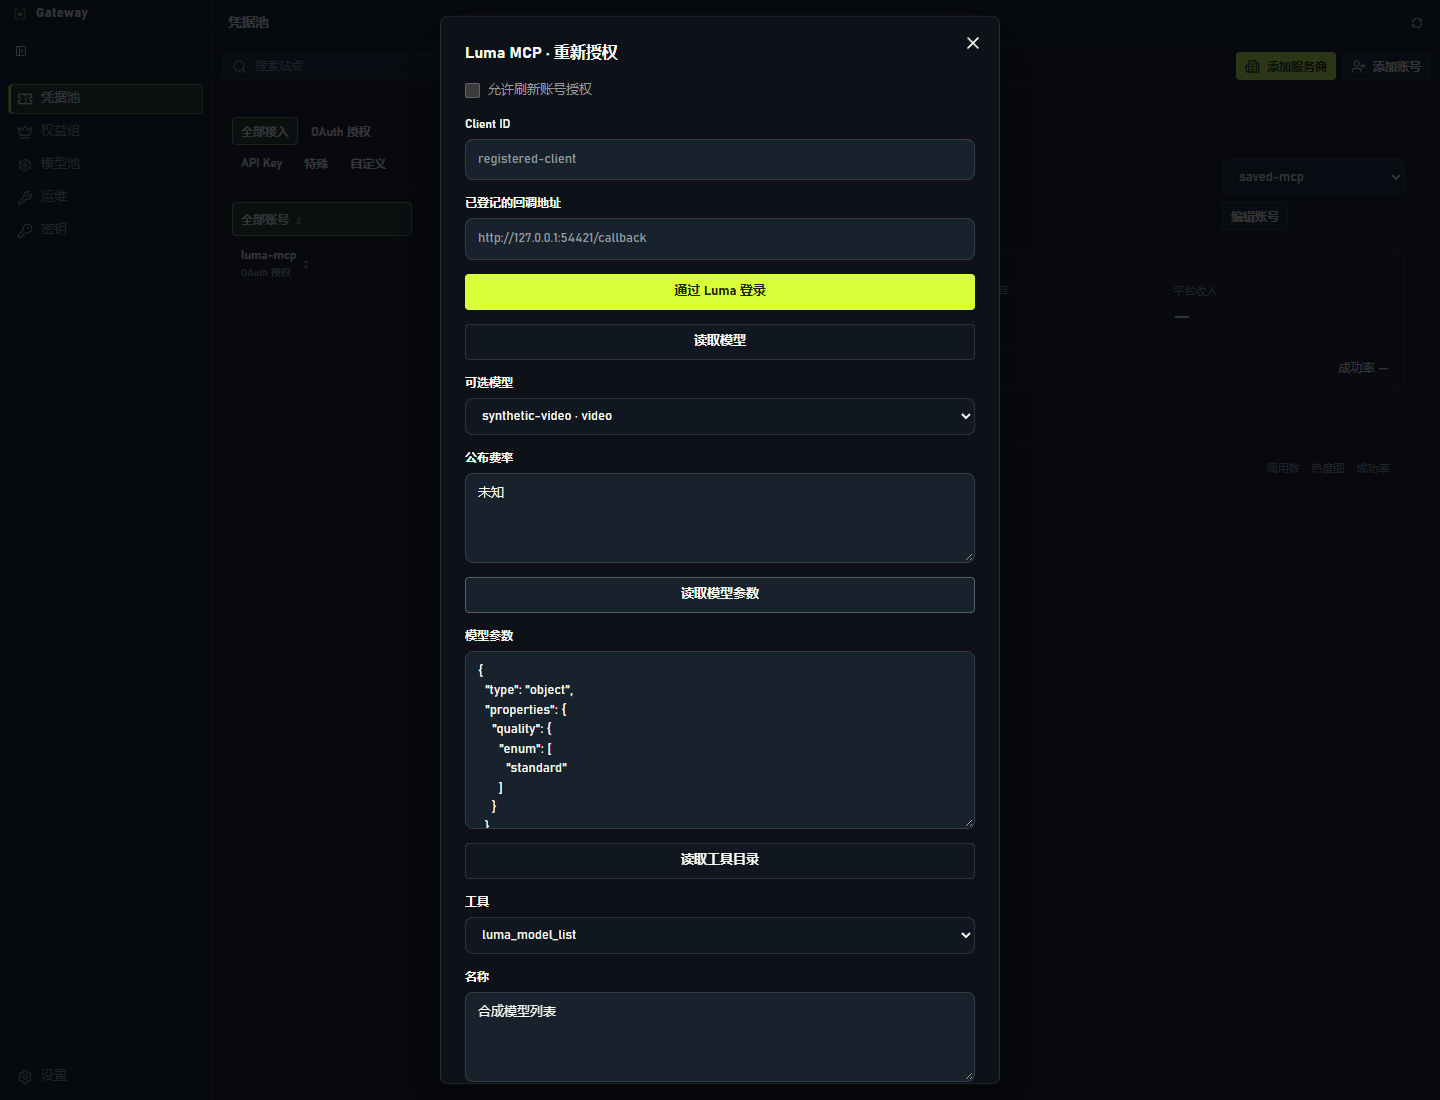 Gateway
凭据池
权益组
模型池
运维
密钥
设置
凭据池
搜索站点
添加服务商
添加账号
全部接入
OAuth 授权
API Key
特殊
自定义
全部账号 2
luma-mcp
OAuth 授权
2
saved-mcp
编辑账号
平台收入
—
成功率 —
调用数 热度图 成功率
Luma MCP · 重新授权
允许刷新账号授权
Client ID
registered-client
已登记的回调地址
http://127.0.0.1:54421/callback
通过 Luma 登录
读取模型
可选模型
synthetic-video · video
公布费率
未知
读取模型参数
模型参数
{
"type": "object",
"properties": {
"quality": {
"enum": [
"standard"
]
}
}
读取工具目录
工具
luma_model_list
名称
合成模型列表